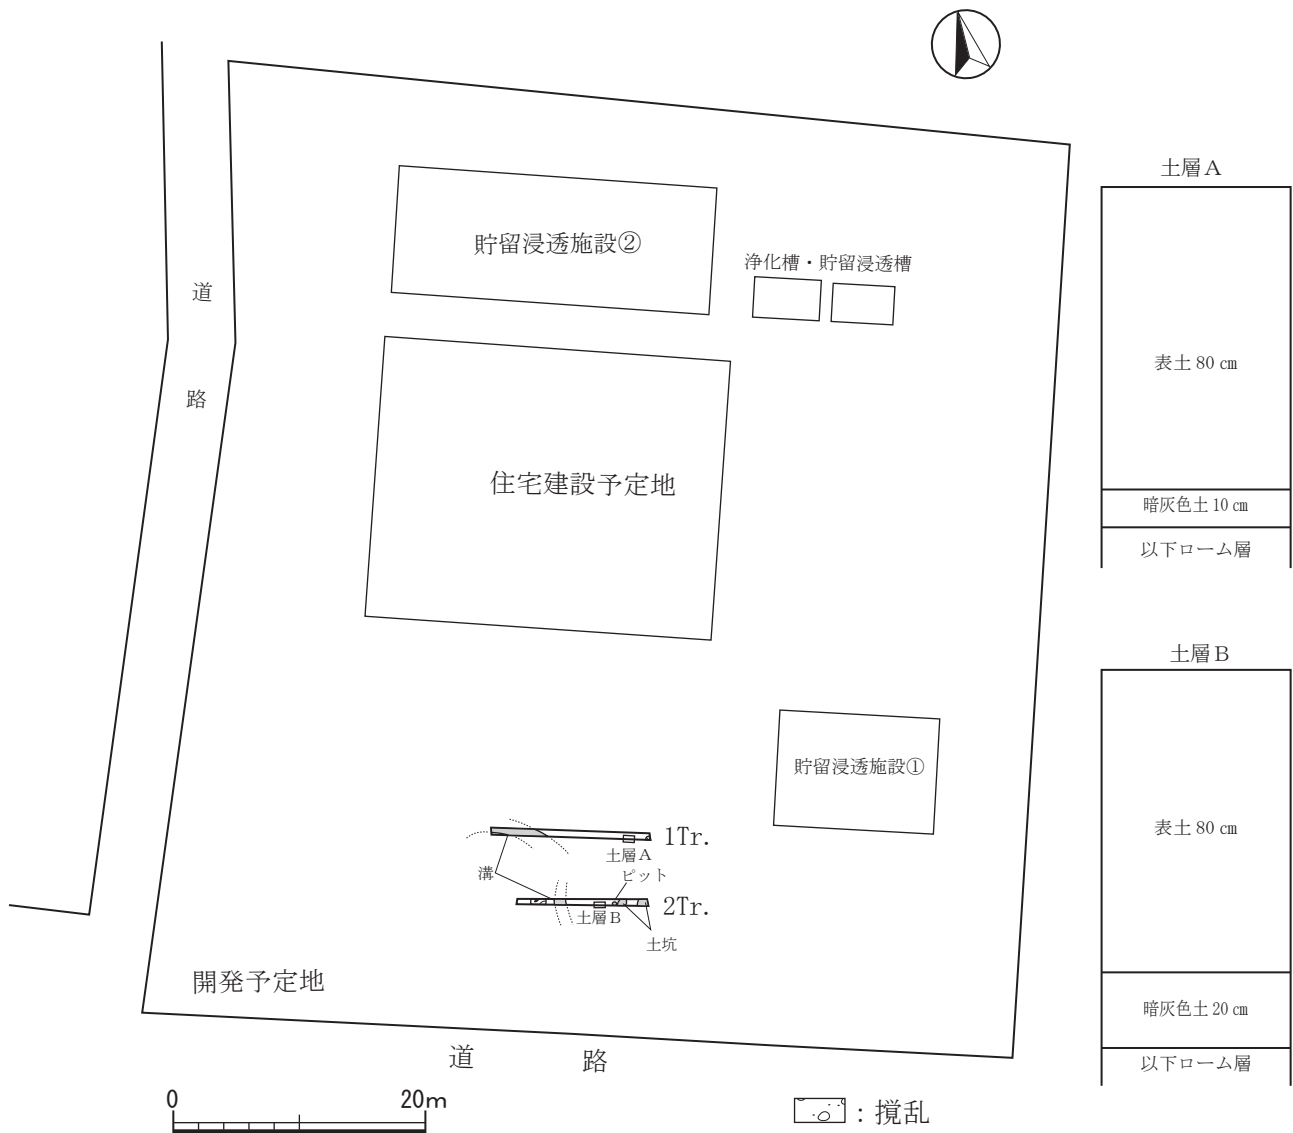 土層A
貯留浸透施設②
浄化槽・貯留浸透槽
道
路
表土 80 ㎝
住宅建設予定地
暗灰色土 10 ㎝
以下ローム層
土層B
貯留浸透施設①
表土 80 ㎝
1Tr.
土層A
溝
ピット
2Tr.
土層B
土坑
開発予定地
暗灰色土 20 ㎝
以下ローム層
道 路
0 20m
：撹乱